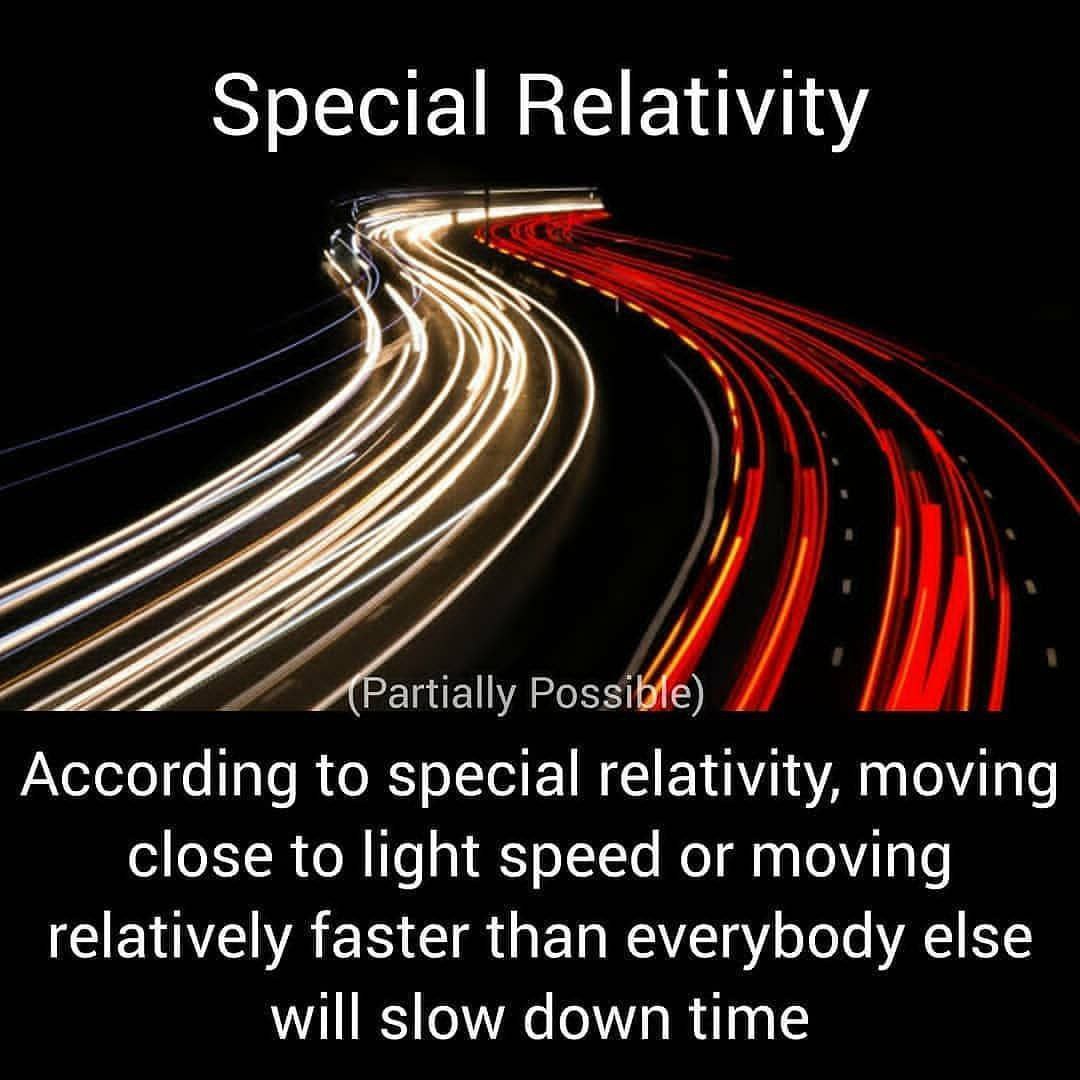 Special Relativity
(Partially Possible)
According to special relativity, moving
close to light speed or moving
relatively faster than everybody else
will slow down time